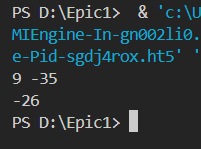 PS D:\Epic1>  & 'c:\U
MIEngine-In-gn002li0.
e-Pid-sgdj4rox.ht5' '
9 -35
-26
PS D:\Epic1>